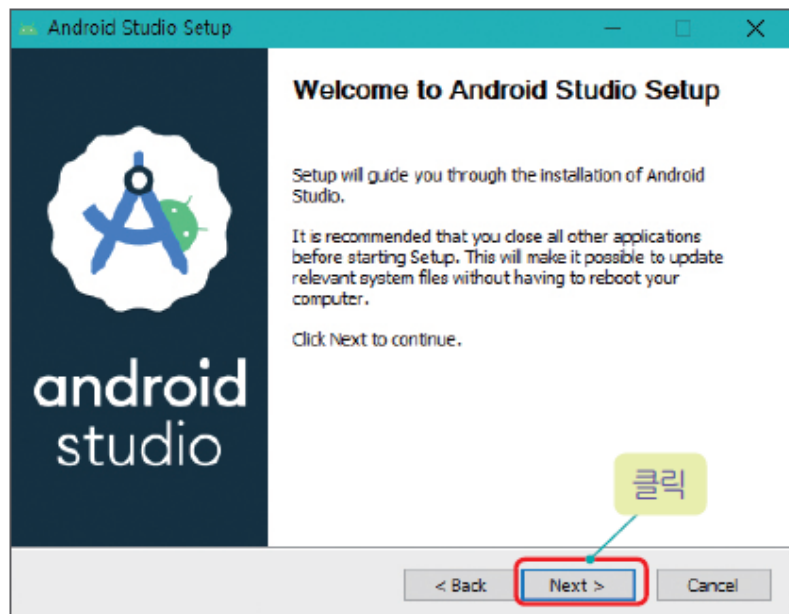 Android Studio Setup
Welcome to Android Studio Setup
Setup will guide you through the installation of Android
Studio.
It is recommended that you close all other applications
before starting Setup. This will make it possible to update
relevant system files without having to reboot your
computer.
Click Next to continue.
android
studio
클릭
< Back Next > Cancel